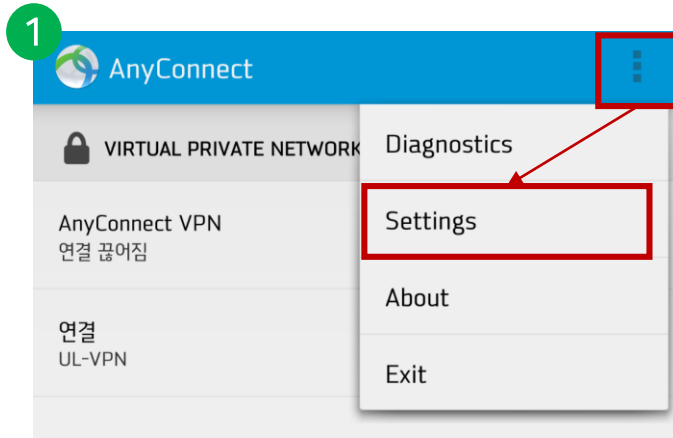 1
AnyConnect
VIRTUAL PRIVATE NETWORK
Diagnostics
AnyConnect VPN
연결 끊어짐
Settings
About
연결
UL-VPN
Exit